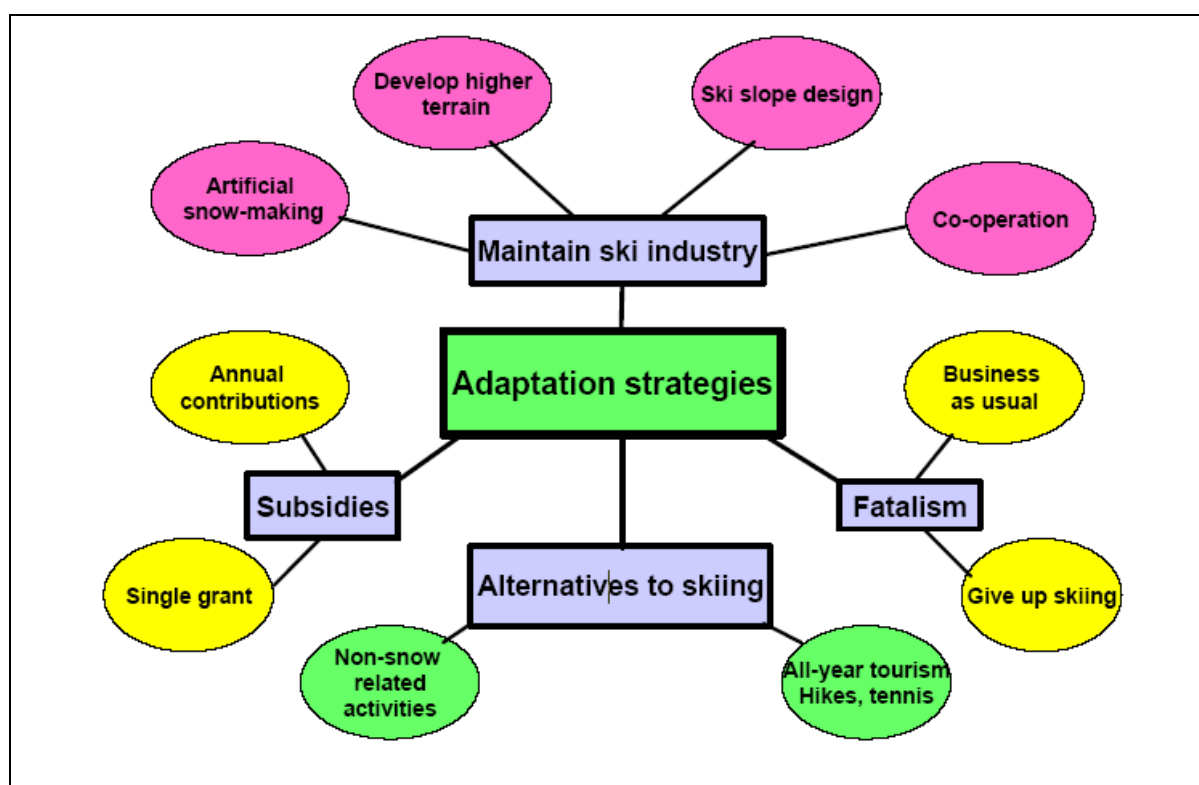 Develop higher
terrain
Ski slope design
Artificial
snow-making
Co-operation
Maintain ski industry
Adaptation strategies
Annual
contributions
Business
as usual
Subsidies
Fatalism
Single grant
Alternatives to skiing
Give up skiing
Non-snow
related
activities
All-year tourism
Hikes, tennis